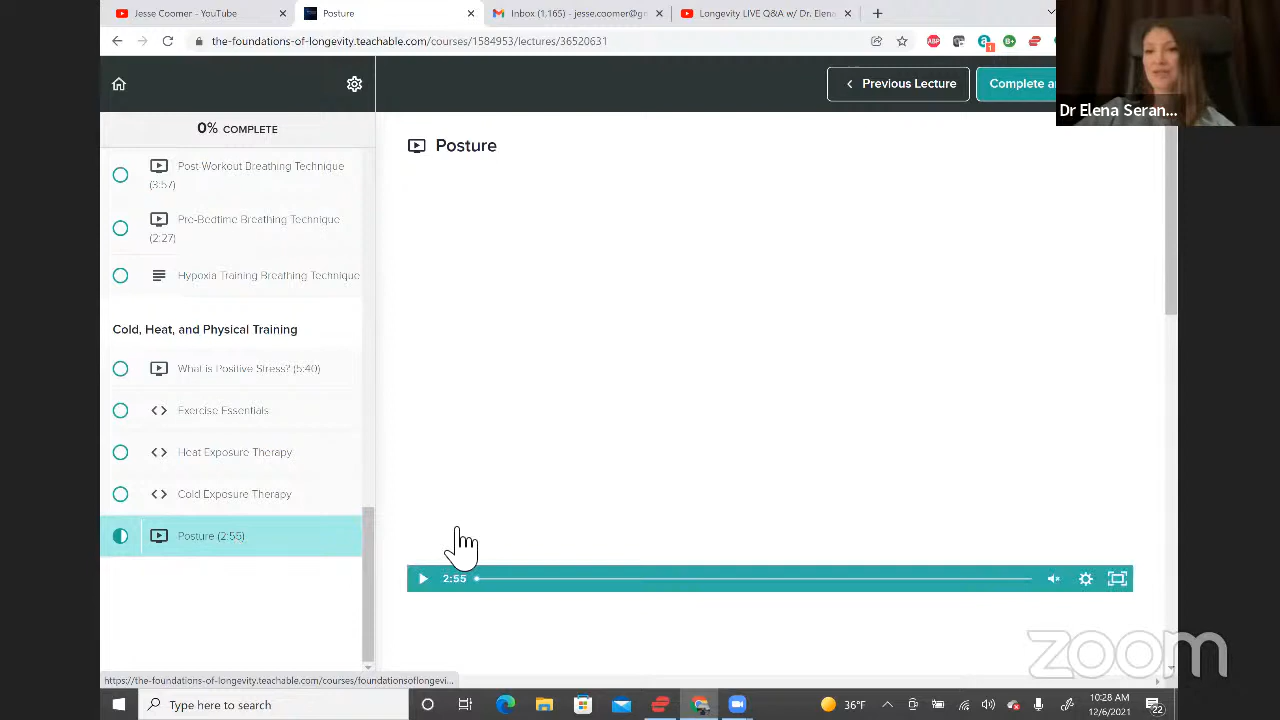 Jesse Coomer - YouTube
Posture
Inbox (1,165) - jesse.coomer@g
Longevity LIVE Q&A w/ Dr. Elena
the-foundations-of-longevity.teachable.com/courses/1584953/lectures/36520631
ABP
1
B+
Previous Lecture
Complete a
Dr Elena Seran...
0% COMPLETE
Posture
Post-Workout Breathing Technique
(3:57)
Pre-Bedtime Breathing Technique
(2:27)
Hypoxia Training Breathing Technique
Cold, Heat, and Physical Training
What is Positive Stress? (5:40)
Exercise Essentials
Heat Exposure Therapy
Cold Exposure Therapy
Posture (2:55)
2:55
zoom
https://the-foundations-of-longevity.teachable.com/courses/foundationsoflongevi...
Type here to search
36°F
10:28 AM
12/6/2021
22